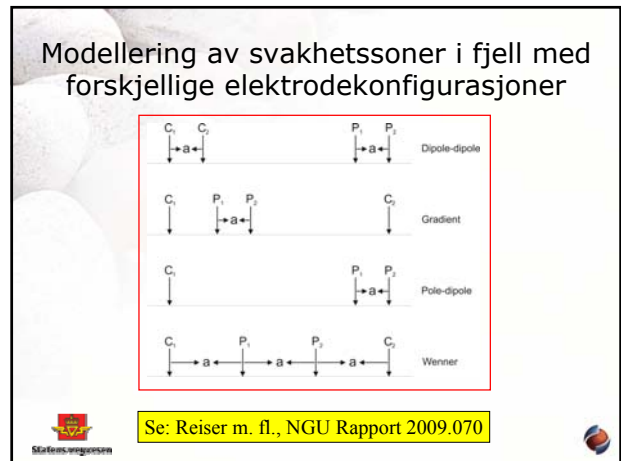 Modellering av svakhetssoner i fjell med
forskjellige elektrodekonfigurasjoner
C₁ C₂ P₁ P₂
a a Dipole-dipole
C₁ P₁ P₂ C₂
a Gradient
C₁ P₁ P₂
a Pole-dipole
C₁ P₁ P₂ C₂
a a a Wenner
Se: Reiser m. fl., NGU Rapport 2009.070
Statens vegvesen